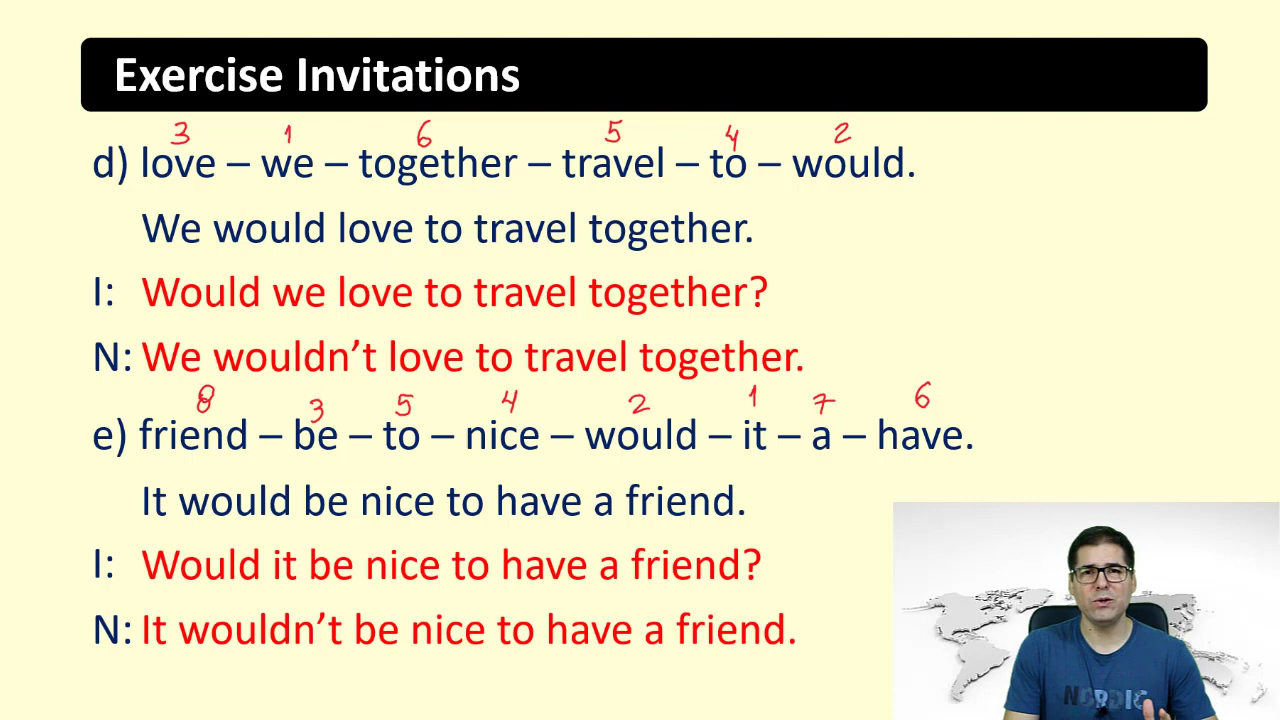 Exercise Invitations
3 1 6 5 4 2
d) love – we – together – travel – to – would.
We would love to travel together.
I: Would we love to travel together?
N: We wouldn’t love to travel together.
8 3 5 4 2 1 7 6
e) friend – be – to – nice – would – it – a – have.
It would be nice to have a friend.
I: Would it be nice to have a friend?
N: It wouldn’t be nice to have a friend.
NORDIC